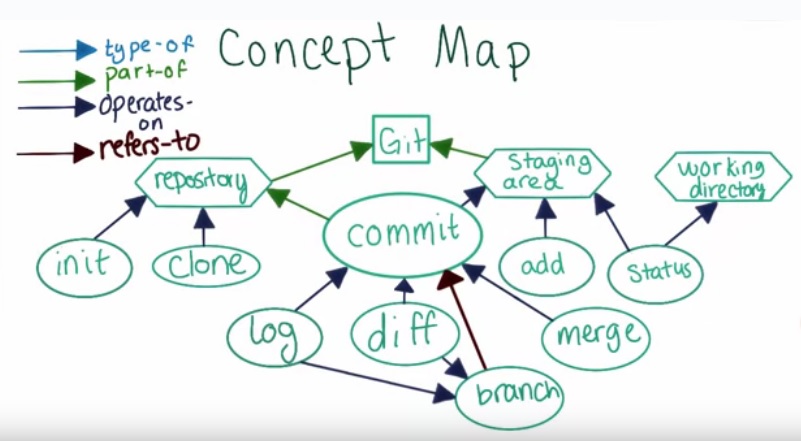 Concept Map
type-of
part-of
operates-
on
refers-to
Git
repository
Staging
area
working
directory
commit
init
clone
add
status
log
diff
merge
branch